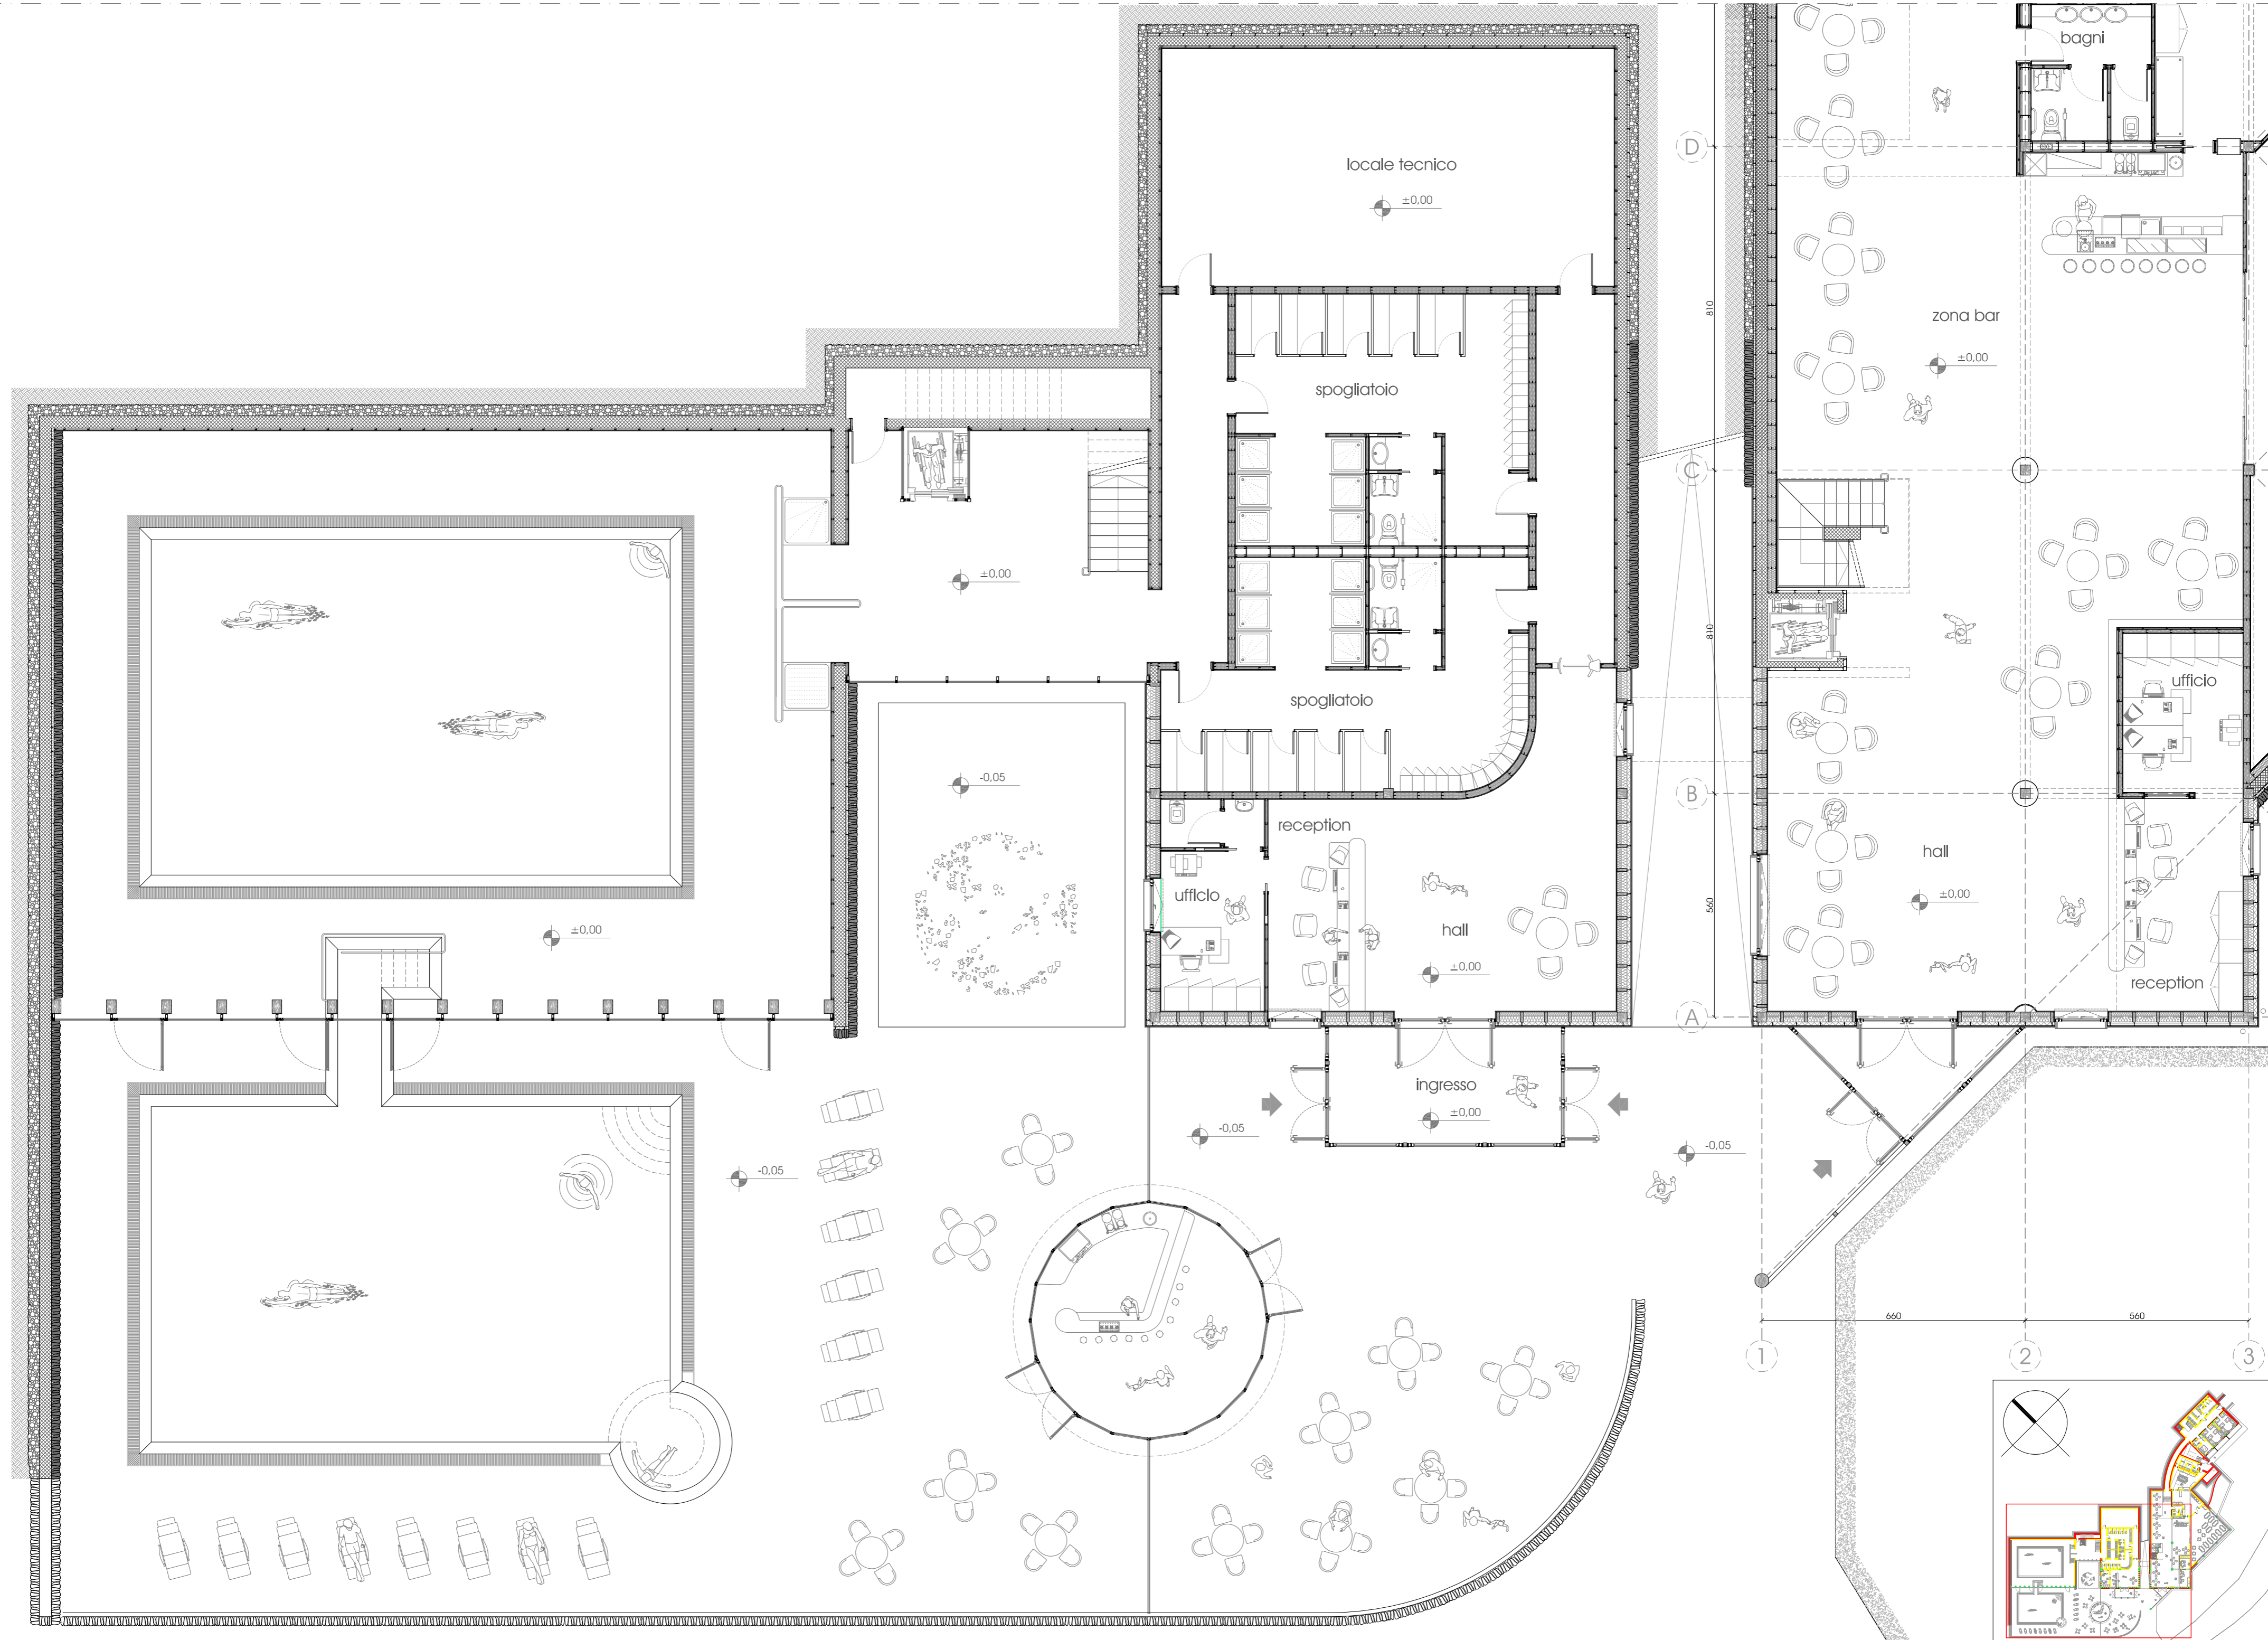 bagni
D
locale tecnico
±0,00
810
zona bar
±0,00
spogliatoio
C
±0,00
810
ufficio
spogliatoio
-0,05
B
reception
hall
±0,00
ufficio
560
hall
±0,00
±0,00
reception
A
ingresso
±0,00
-0,05
-0,05
-0,05
660
560
1
2
3